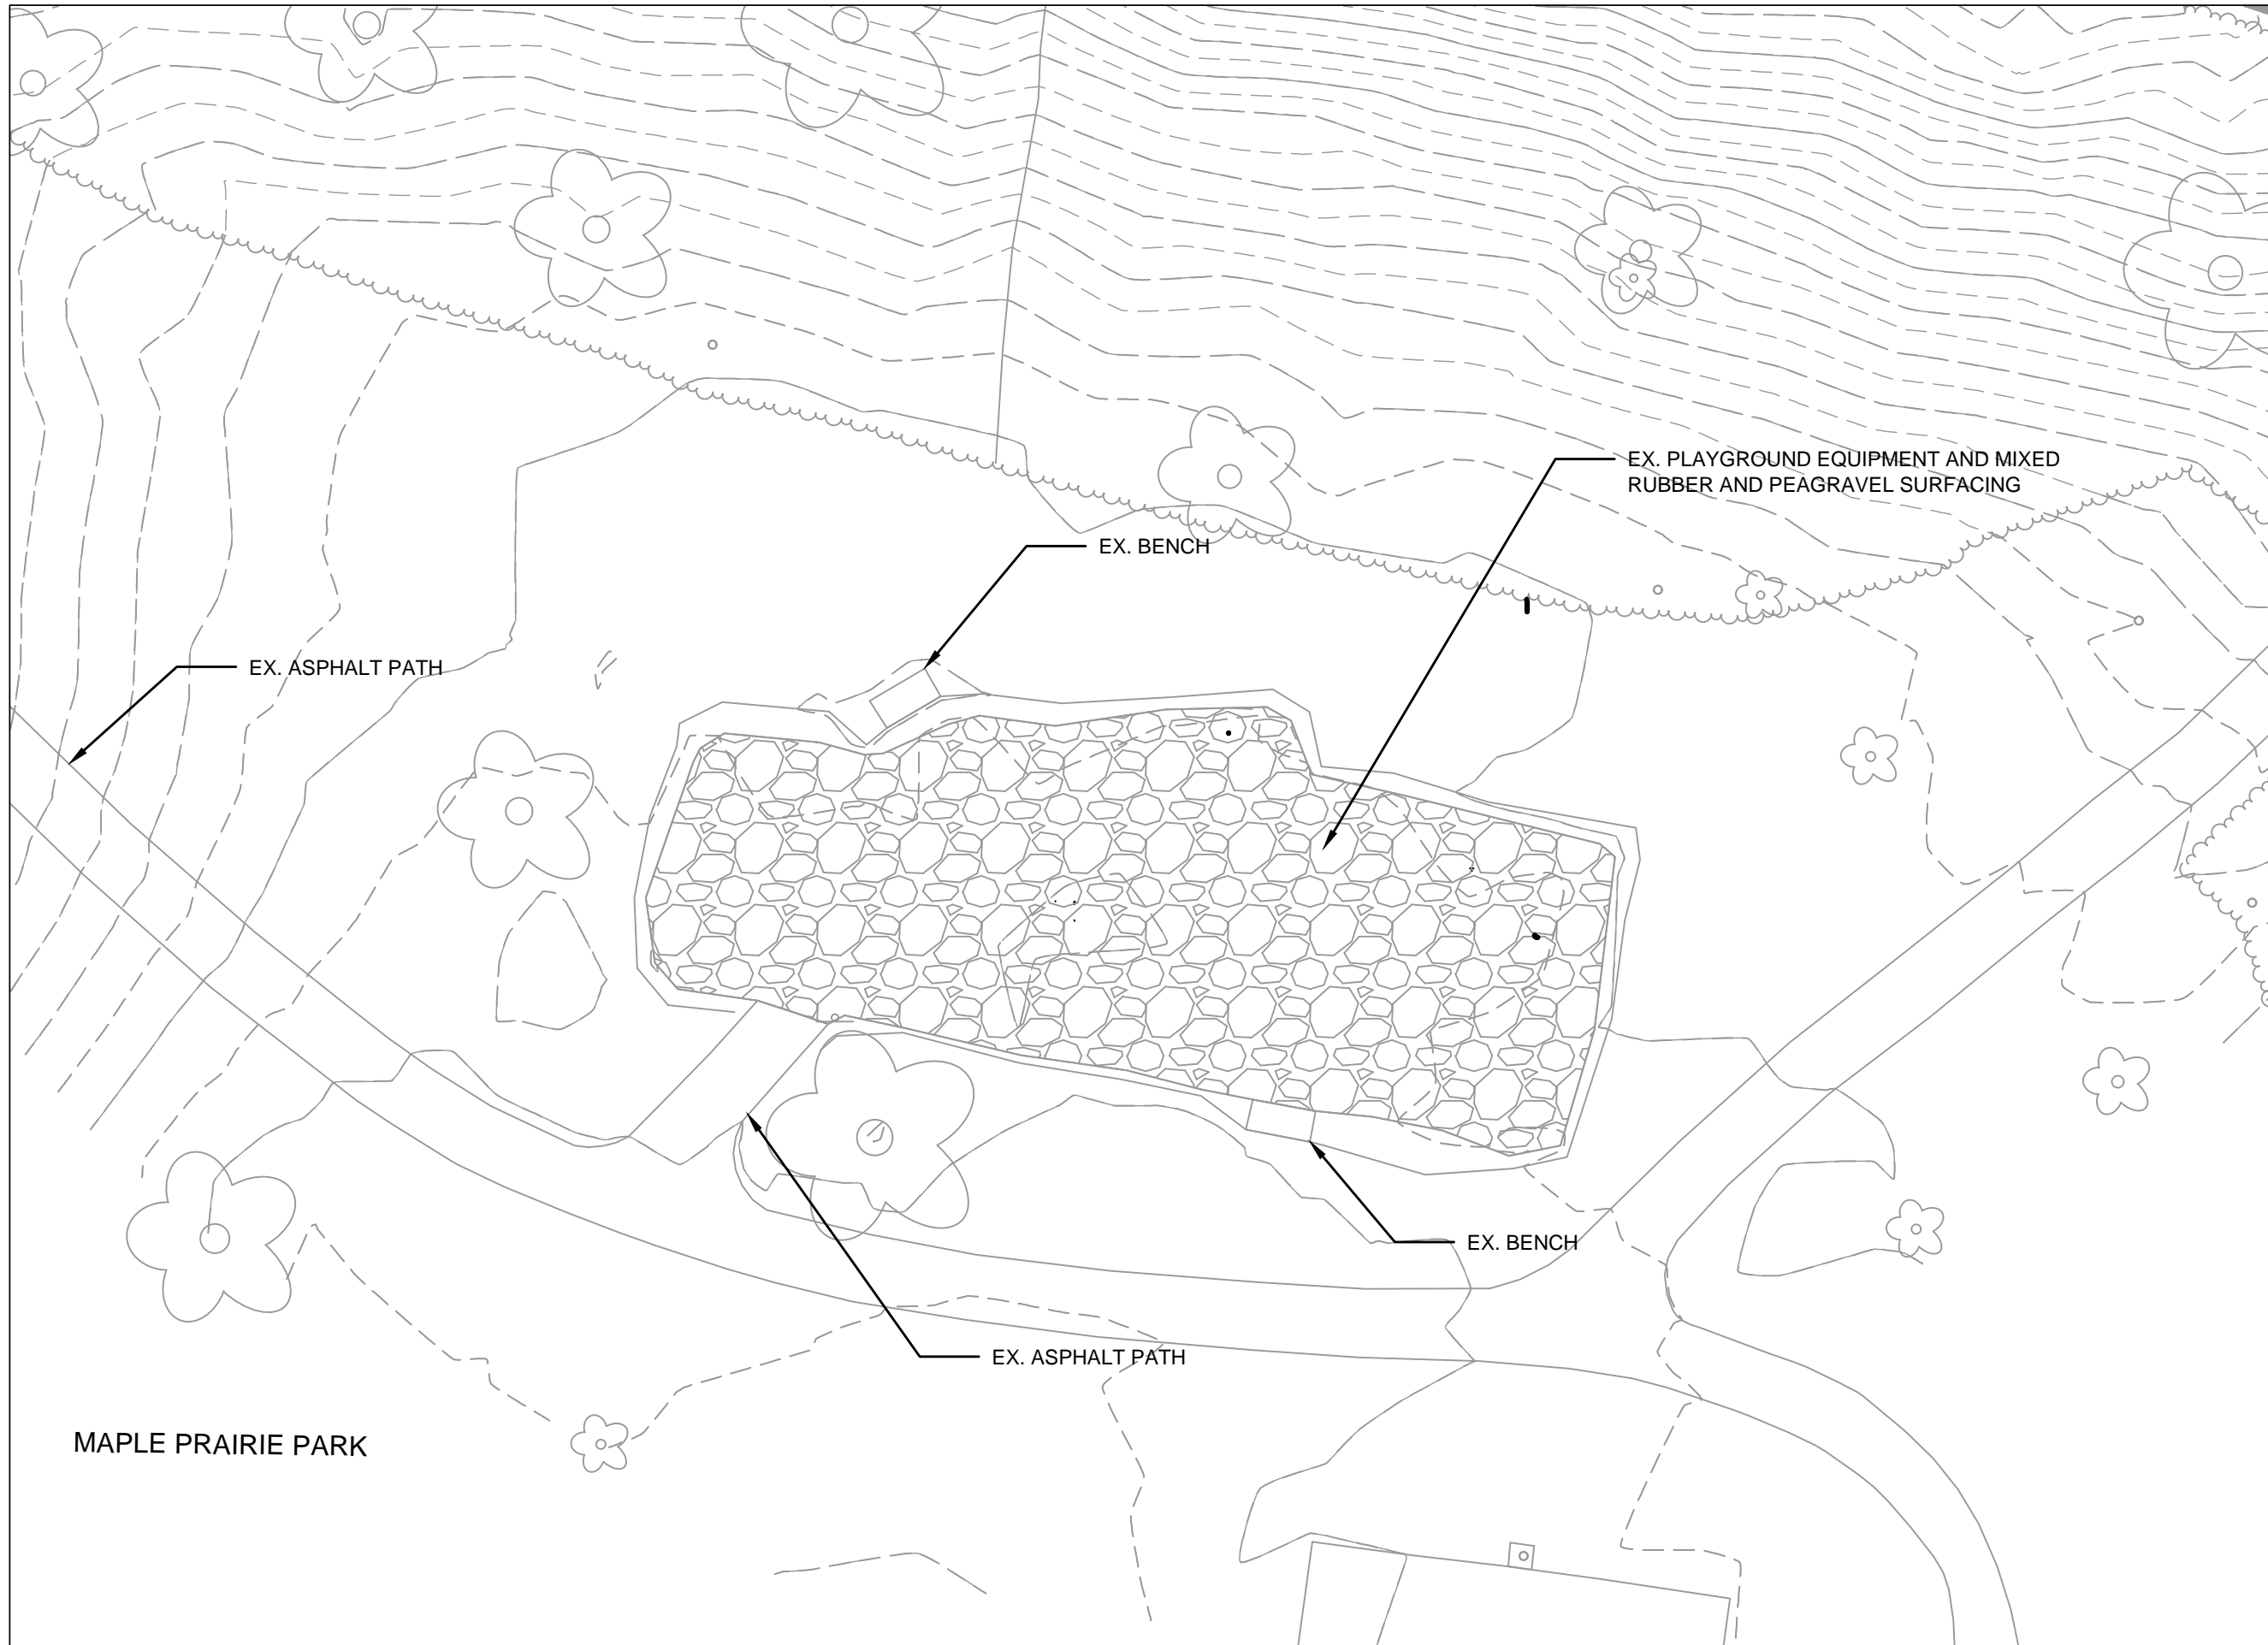 EX. PLAYGROUND EQUIPMENT AND MIXED
RUBBER AND PEAGRAVEL SURFACING
EX. BENCH
EX. ASPHALT PATH
EX. BENCH
EX. ASPHALT PATH
MAPLE PRAIRIE PARK